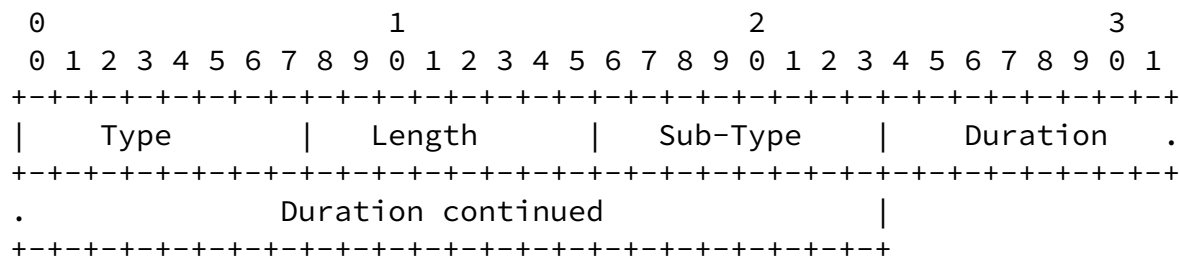 0                   1                   2                   3
 0 1 2 3 4 5 6 7 8 9 0 1 2 3 4 5 6 7 8 9 0 1 2 3 4 5 6 7 8 9 0 1
+-+-+-+-+-+-+-+-+-+-+-+-+-+-+-+-+-+-+-+-+-+-+-+-+-+-+-+-+-+-+-+-+
|    Type       |   Length      |   Sub-Type    |    Duration   .
+-+-+-+-+-+-+-+-+-+-+-+-+-+-+-+-+-+-+-+-+-+-+-+-+-+-+-+-+-+-+-+-+
.              Duration continued               |
+-+-+-+-+-+-+-+-+-+-+-+-+-+-+-+-+-+-+-+-+-+-+-+-+